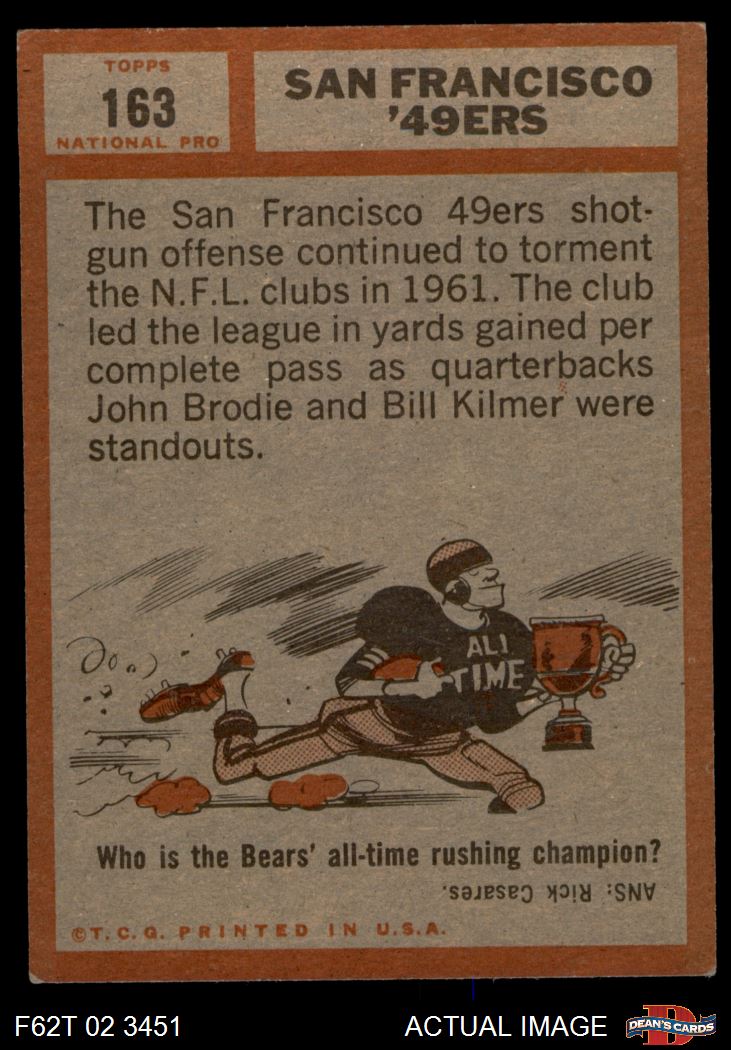 TOPPS
163
NATIONAL PRO
SAN FRANCISCO
'49ERS
The San Francisco 49ers shot-
gun offense continued to torment
the N.F.L. clubs in 1961. The club
led the league in yards gained per
complete pass as quarterbacks
John Brodie and Bill Kilmer were
standouts.
ALL
TIME
Who is the Bears' all-time rushing champion?
ANS: Rick Casares.
©T.C.G. PRINTED IN U.S.A.
F62T 02 3451
ACTUAL IMAGE
D
DEAN'S CARDS